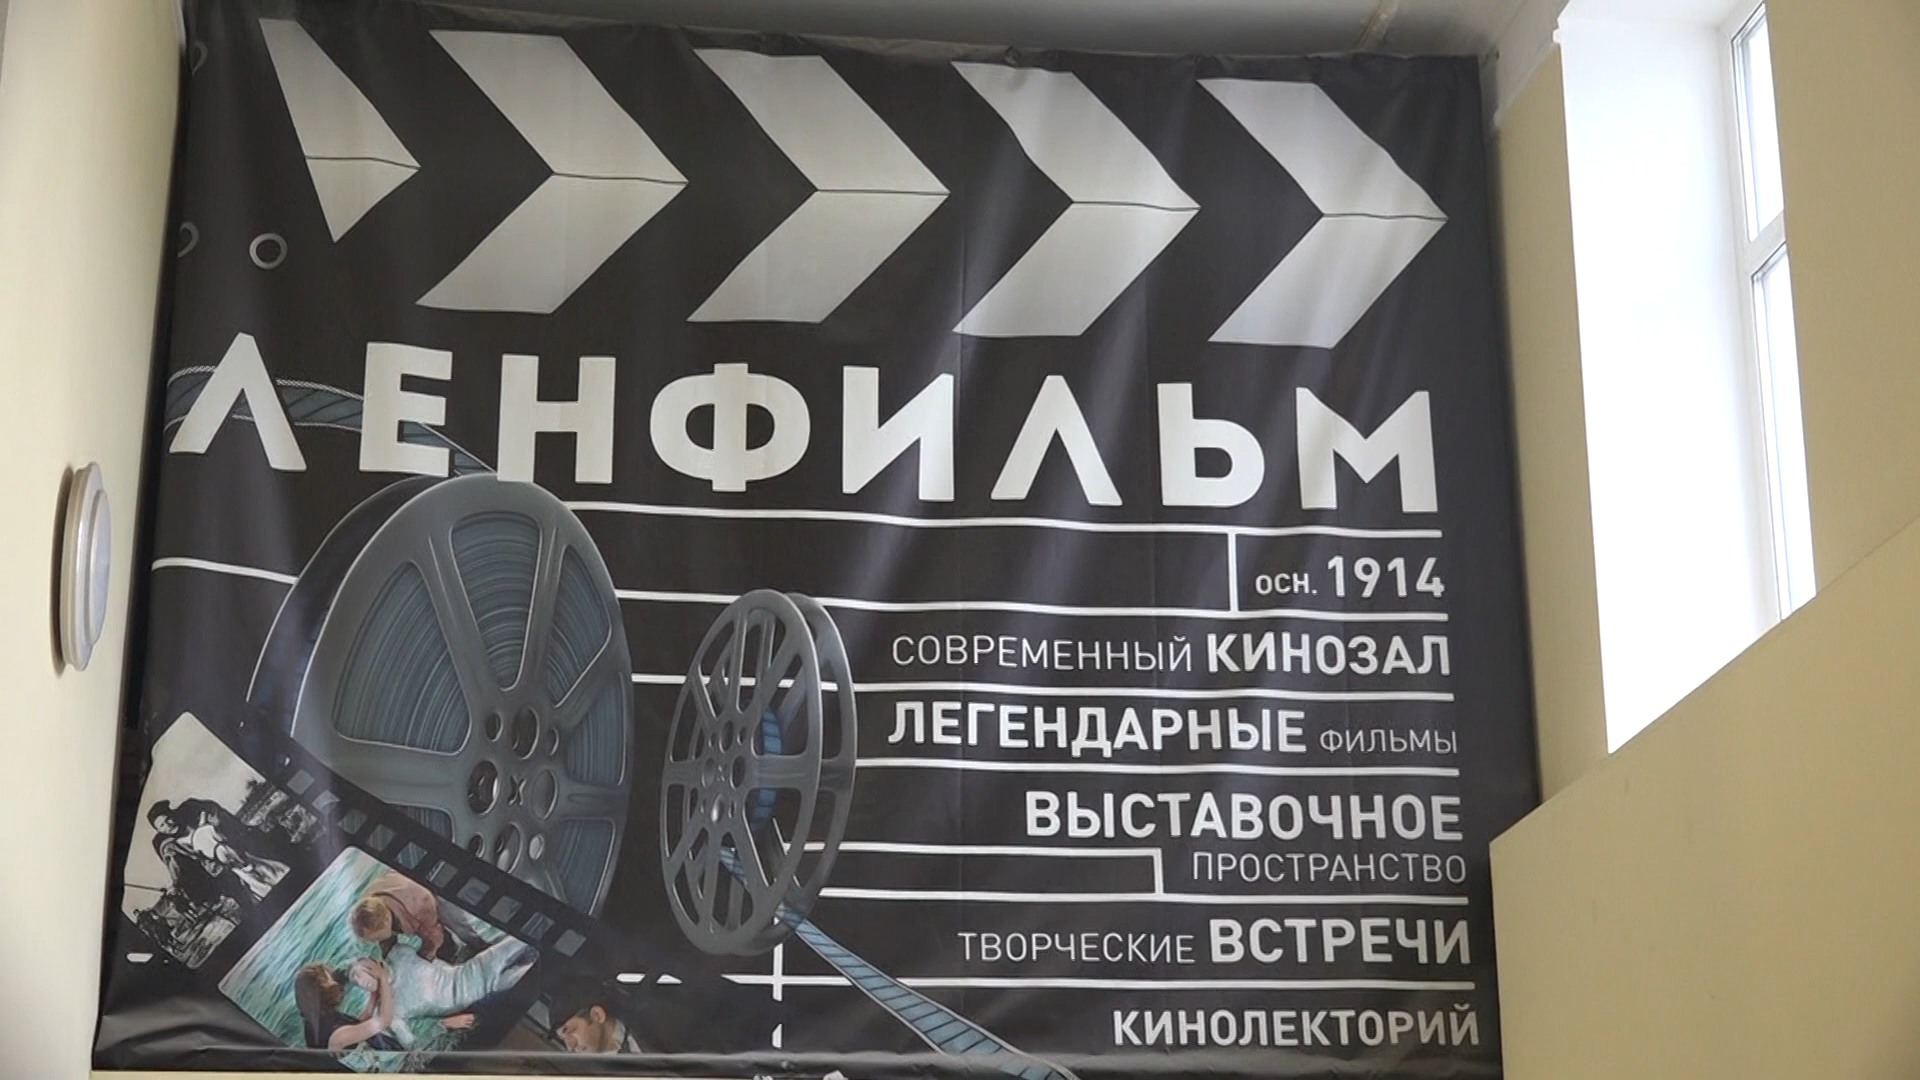 ЛЕНФИЛЬМ
осн. 1914
СОВРЕМЕННЫЙ КИНОЗАЛ
ЛЕГЕНДАРНЫЕ ФИЛЬМЫ
ВЫСТАВОЧНОЕ
ПРОСТРАНСТВО
ТВОРЧЕСКИЕ ВСТРЕЧИ
КИНОЛЕКТОРИЙ